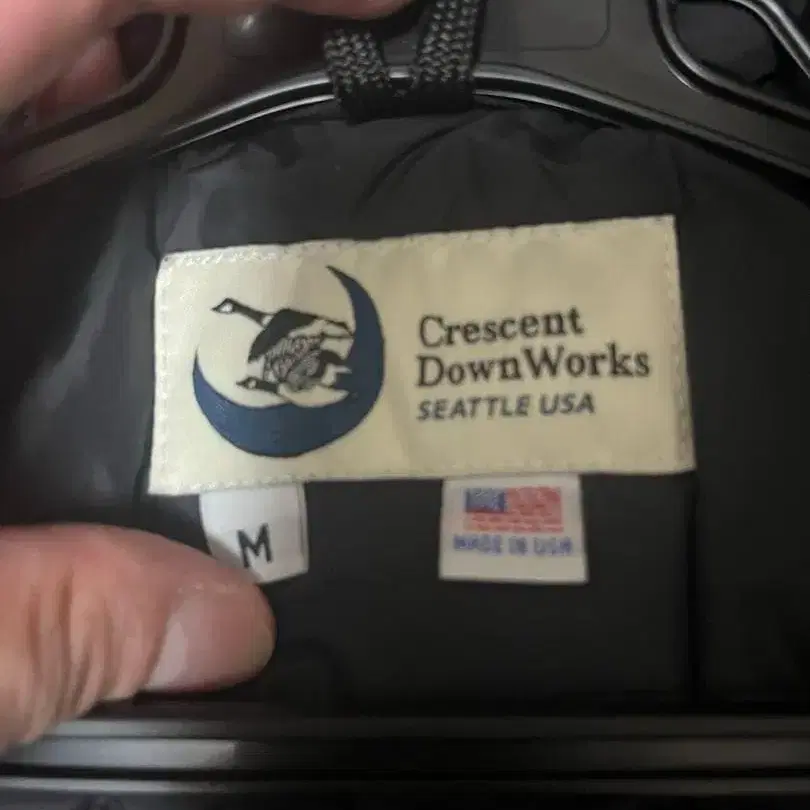 Crescent
DownWorks
SEATTLE USA
M
MADE IN USA